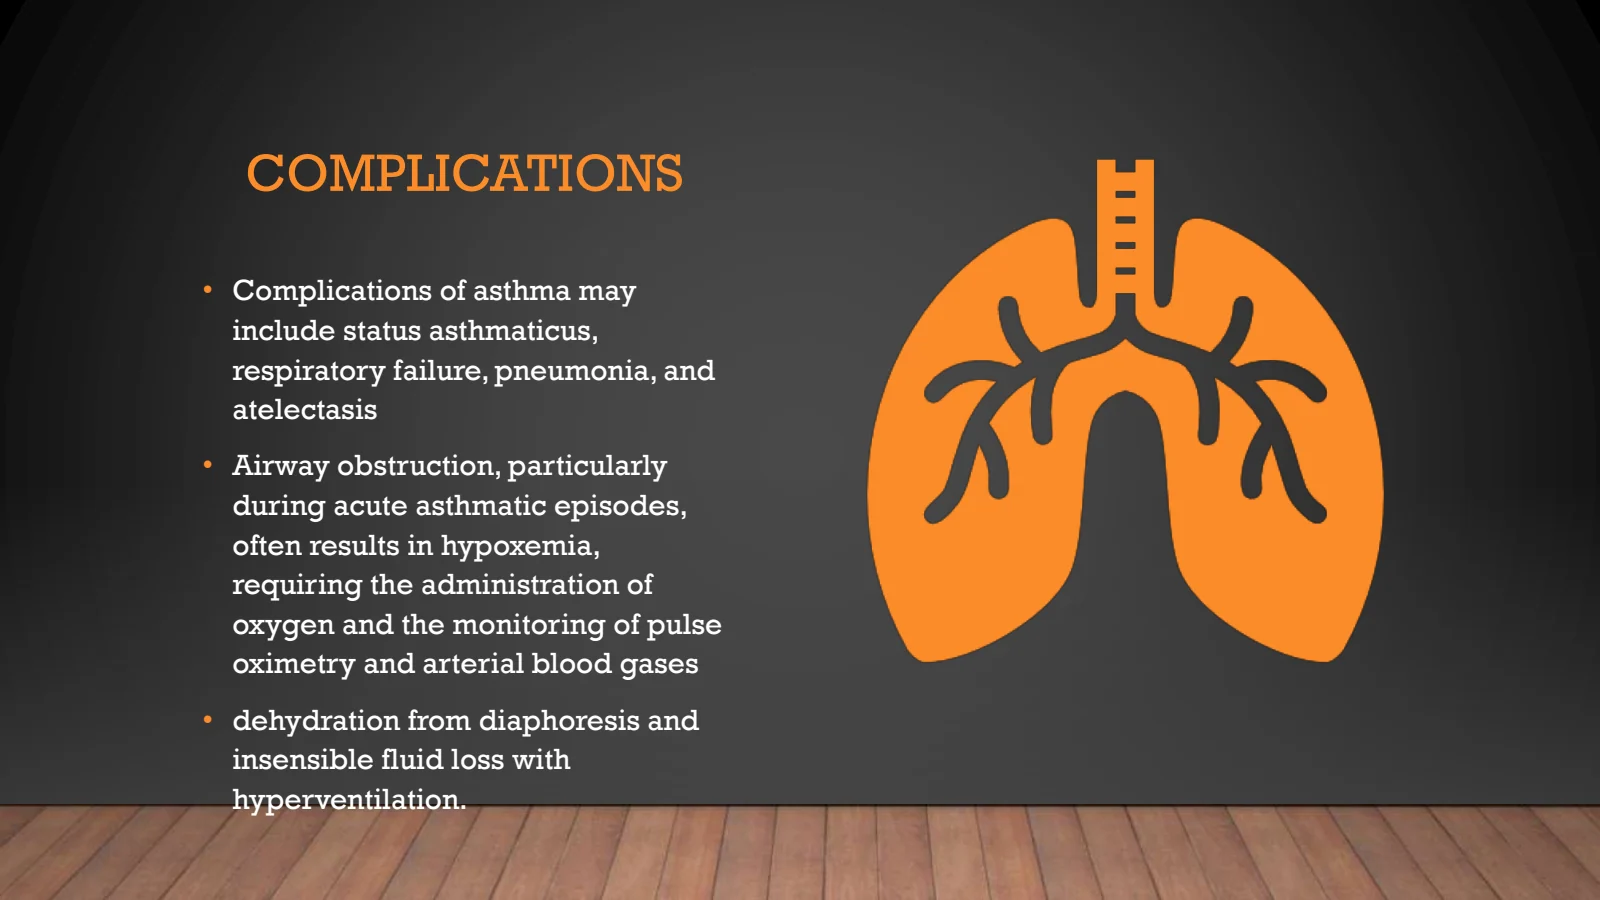 COMPLICATIONS
• Complications of asthma may
include status asthmaticus,
respiratory failure, pneumonia, and
atelectasis
• Airway obstruction, particularly
during acute asthmatic episodes,
often results in hypoxemia,
requiring the administration of
oxygen and the monitoring of pulse
oximetry and arterial blood gases
• dehydration from diaphoresis and
insensible fluid loss with
hyperventilation.